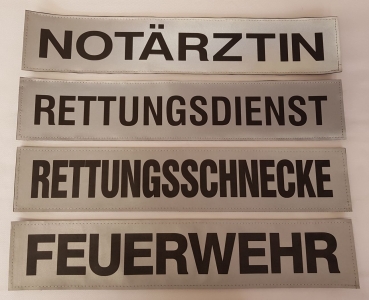 NOTÄRZTIN
RETTUNGSDIENST
RETTUNGSSCHNECKE
FEUERWEHR